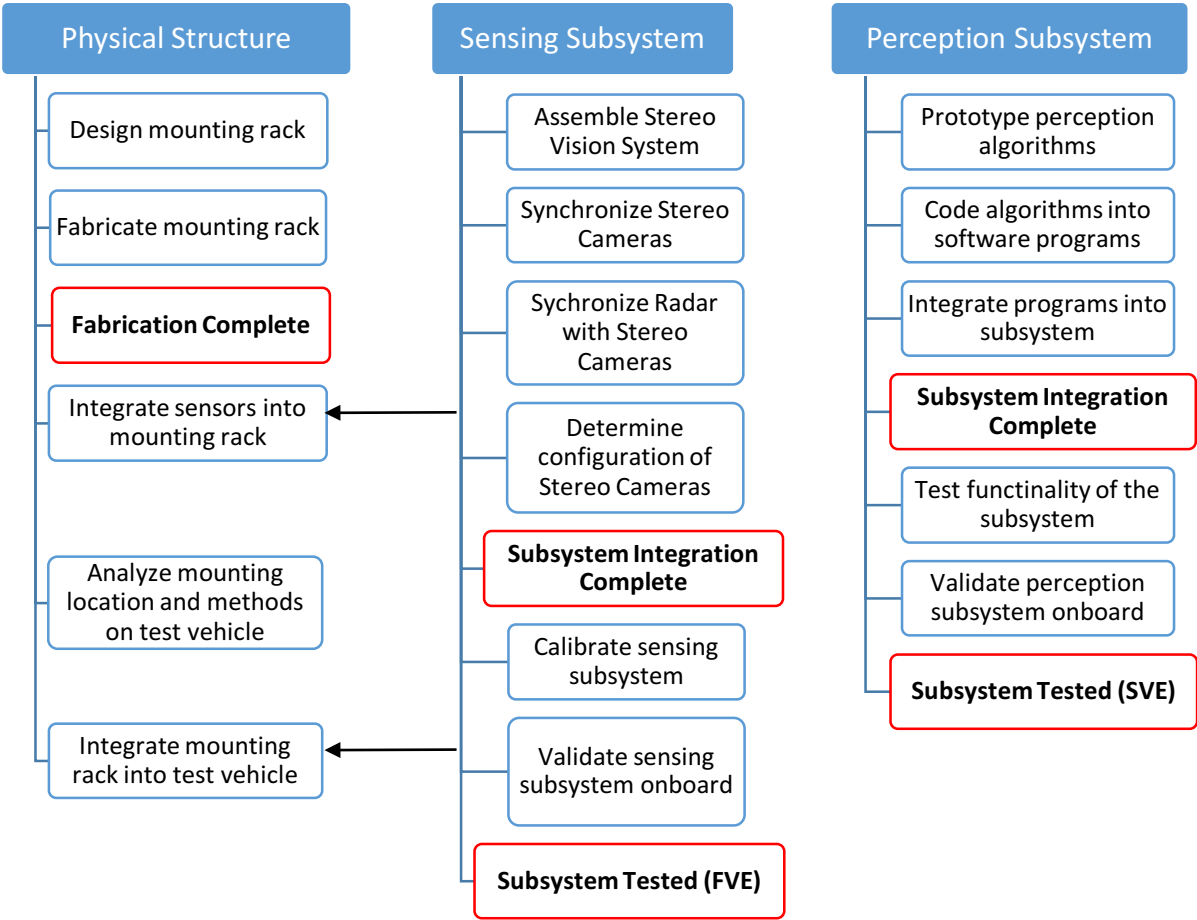 Physical Structure
Design mounting rack
Fabricate mounting rack
Fabrication Complete
Integrate sensors into
mounting rack
Analyze mounting
location and methods
on test vehicle
Integrate mounting
rack into test vehicle
Sensing Subsystem
Assemble Stereo
Vision System
Synchronize Stereo
Cameras
Sychronize Radar
with Stereo
Cameras
Determine
configuration of
Stereo Cameras
Subsystem Integration
Complete
Calibrate sensing
subsystem
Validate sensing
subsystem onboard
Subsystem Tested (FVE)
Perception Subsystem
Prototype perception
algorithms
Code algorithms into
software programs
Integrate programs into
subsystem
Subsystem Integration
Complete
Test functinality of the
subsystem
Validate perception
subsystem onboard
Subsystem Tested (SVE)